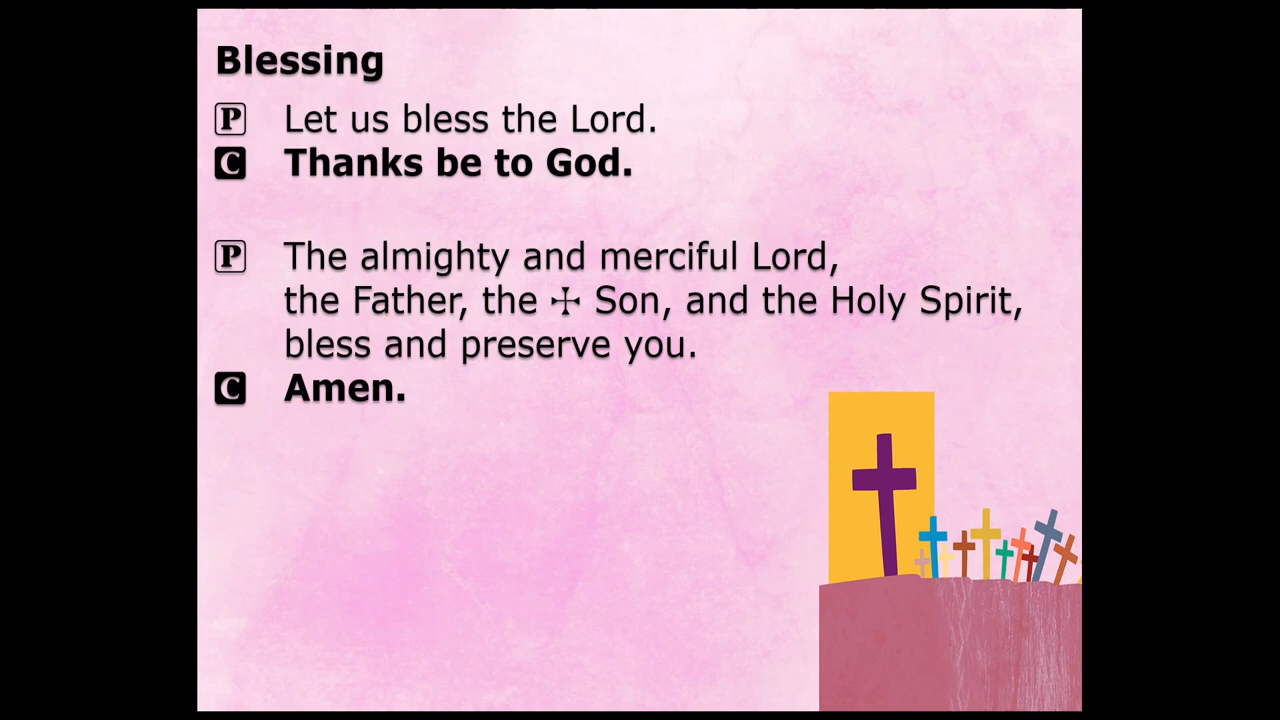 Blessing
P Let us bless the Lord.
C Thanks be to God.
P The almighty and merciful Lord,
the Father, the ☩ Son, and the Holy Spirit,
bless and preserve you.
C Amen.